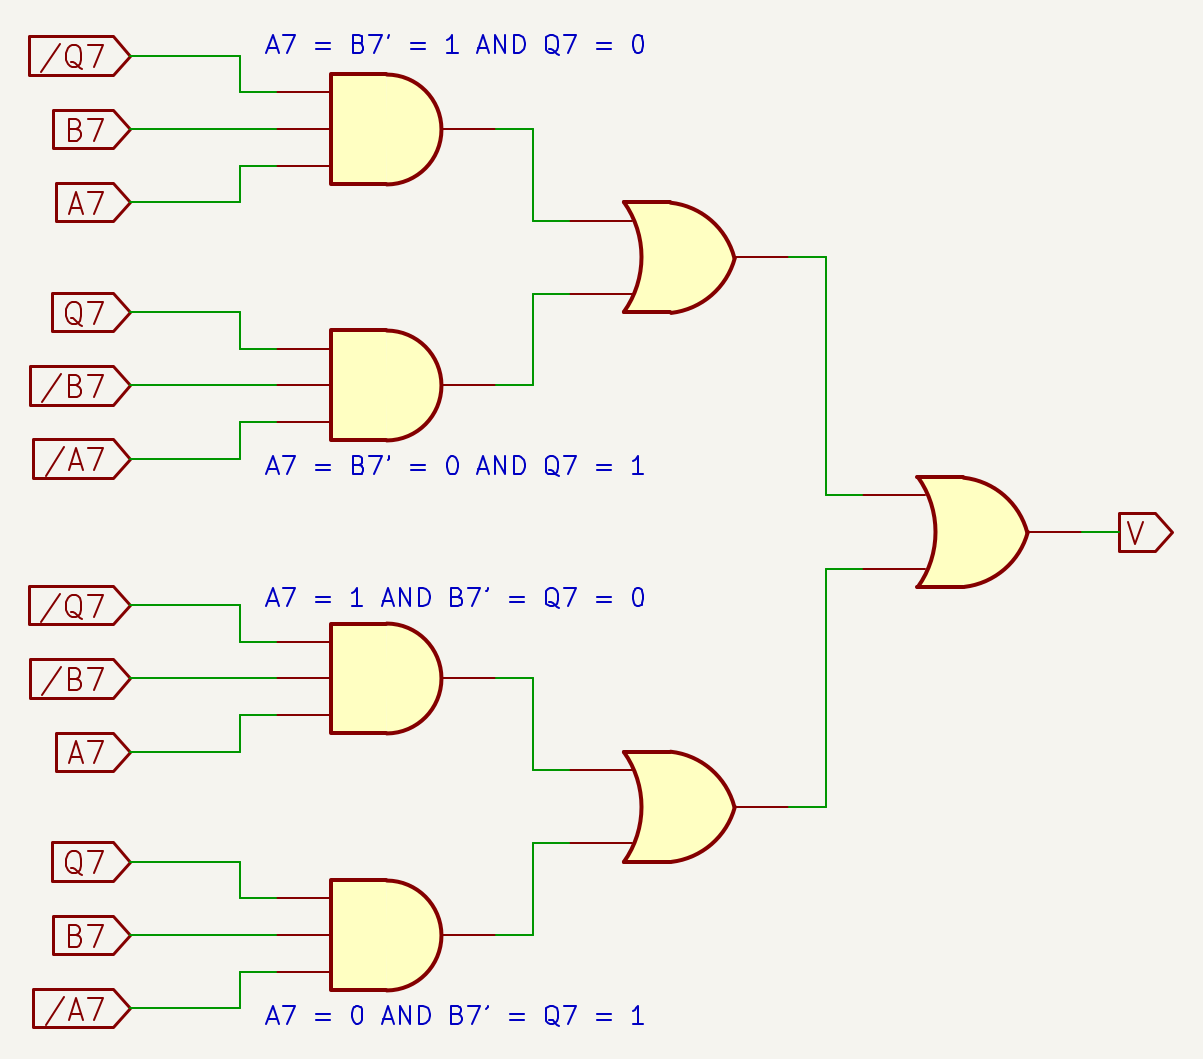 /Q7
A7 = B7' = 1 AND Q7 = 0
B7
A7
Q7
/B7
/A7
A7 = B7' = 0 AND Q7 = 1
V
/Q7
A7 = 1 AND B7' = Q7 = 0
/B7
A7
Q7
B7
/A7
A7 = 0 AND B7' = Q7 = 1